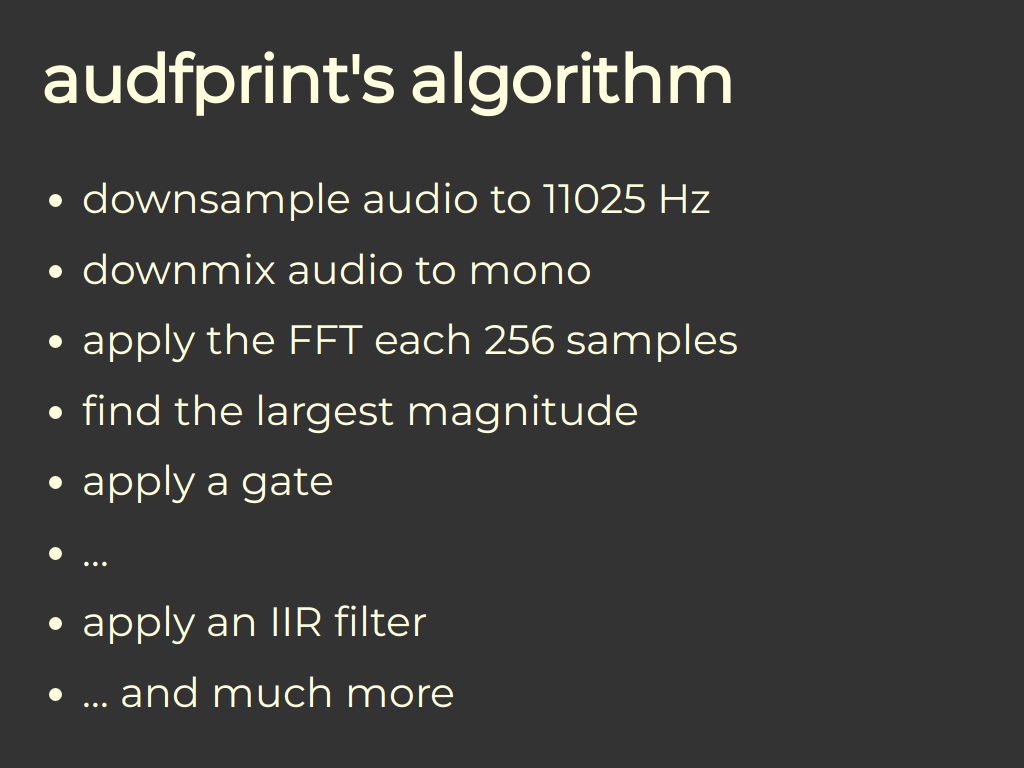 audfprint's algorithm
• downsample audio to 11025 Hz
• downmix audio to mono
• apply the FFT each 256 samples
• find the largest magnitude
• apply a gate
• ...
• apply an IIR filter
• ... and much more